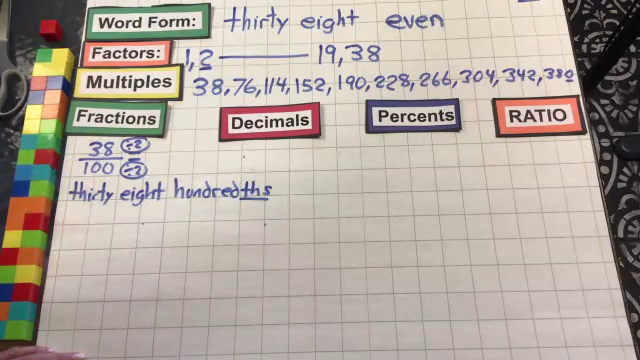 Word Form: thirty eight even
Factors: 1,2 19,38
Multiples 38,76,114,152,190,228,266,304,342,380
Fractions Decimals Percents RATIO
38 ÷2
100 ÷2
thirty eight hundredths